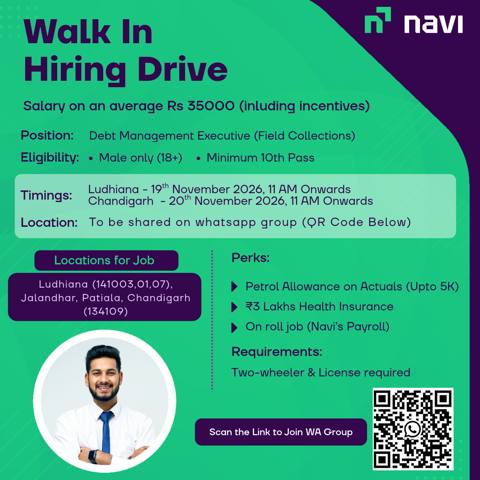 navi
Walk In
Hiring Drive
Salary on an average Rs 35000 (inluding incentives)
Position: Debt Management Executive (Field Collections)
Eligibility: • Male only (18+) • Minimum 10th Pass
Timings: Ludhiana - 19th November 2026, 11 AM Onwards
Chandigarh - 20th November 2026, 11 AM Onwards
Location: To be shared on whatsapp group (QR Code Below)
Locations for Job
Ludhiana (141003,01,07),
Jalandhar, Patiala, Chandigarh
(134109)
Perks:
Petrol Allowance on Actuals (Upto 5K)
₹3 Lakhs Health Insurance
On roll job (Navi's Payroll)
Requirements:
Two-wheeler & License required
Scan the Link to Join WA Group